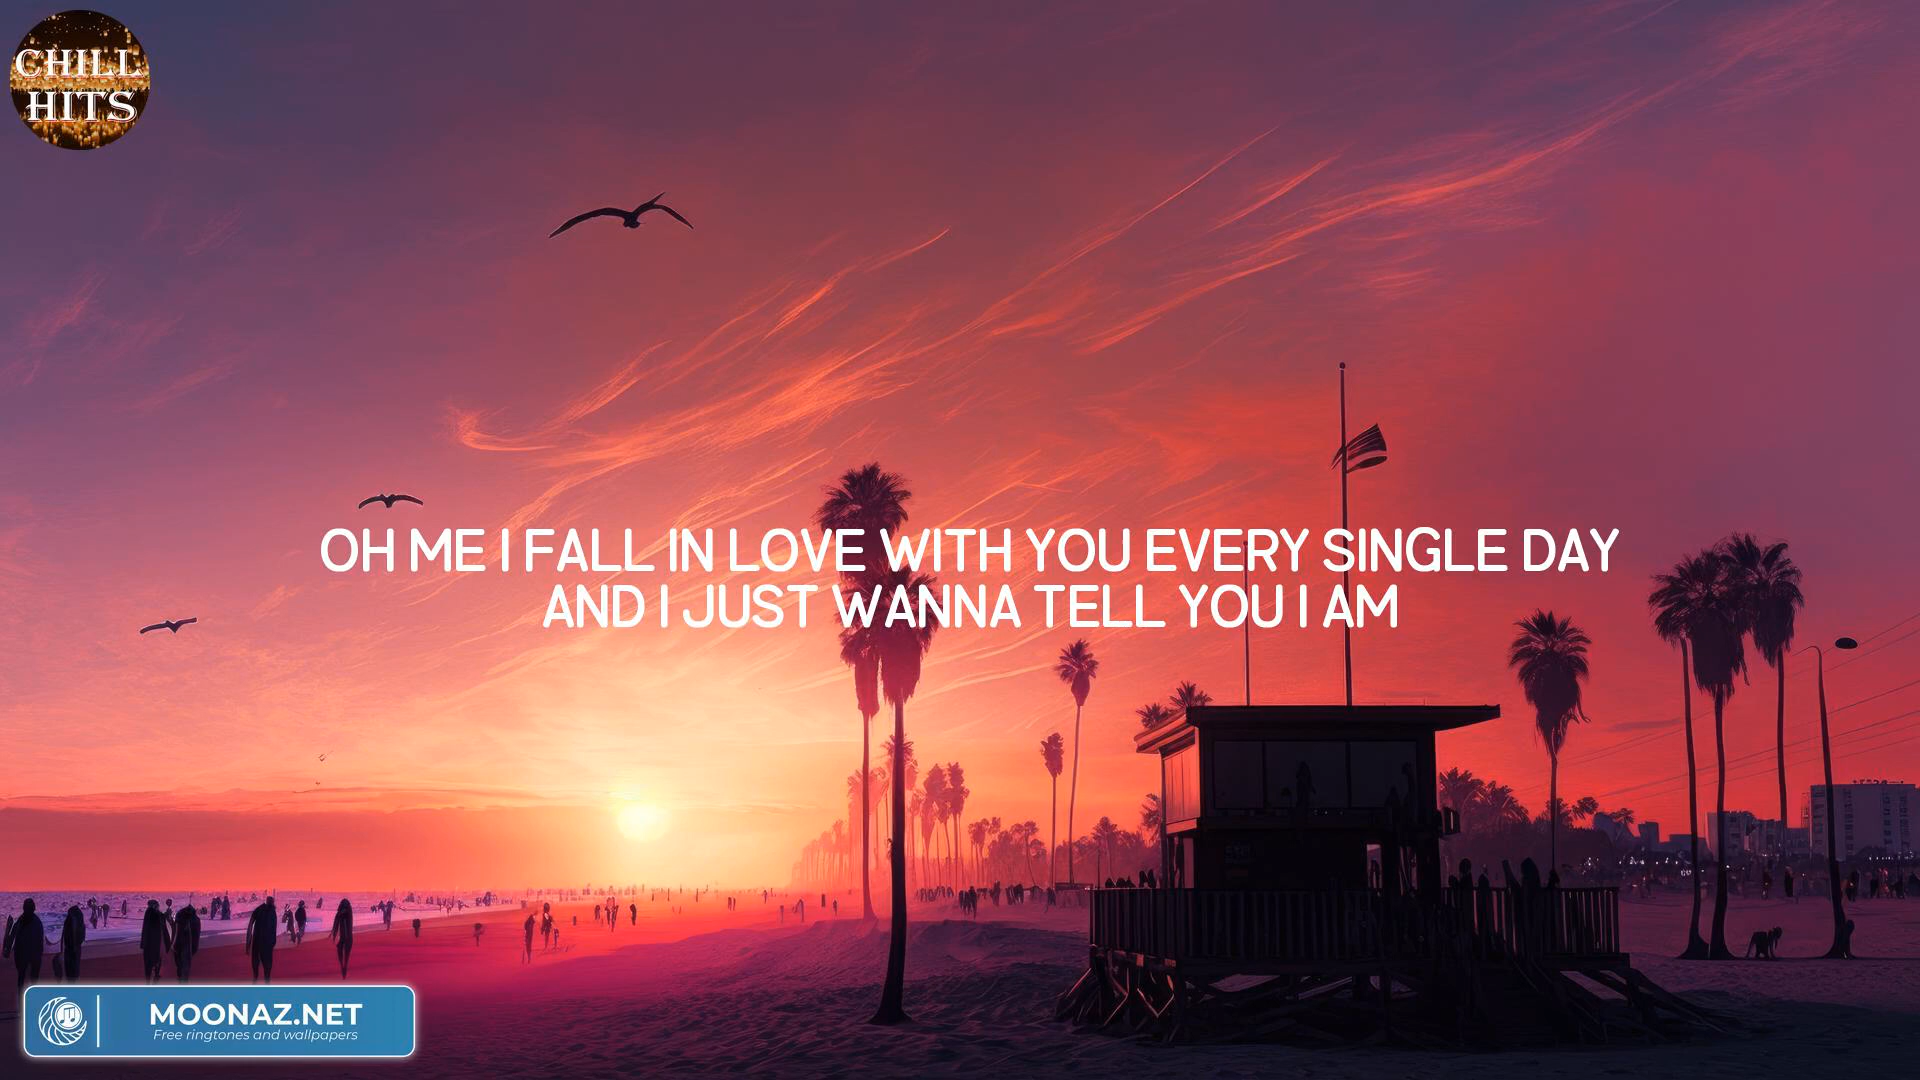 CHILL
HITS
OH ME I FALL IN LOVE WITH YOU EVERY SINGLE DAY
AND I JUST WANNA TELL YOU I AM
MOONAZ.NET
Free ringtones and wallpapers